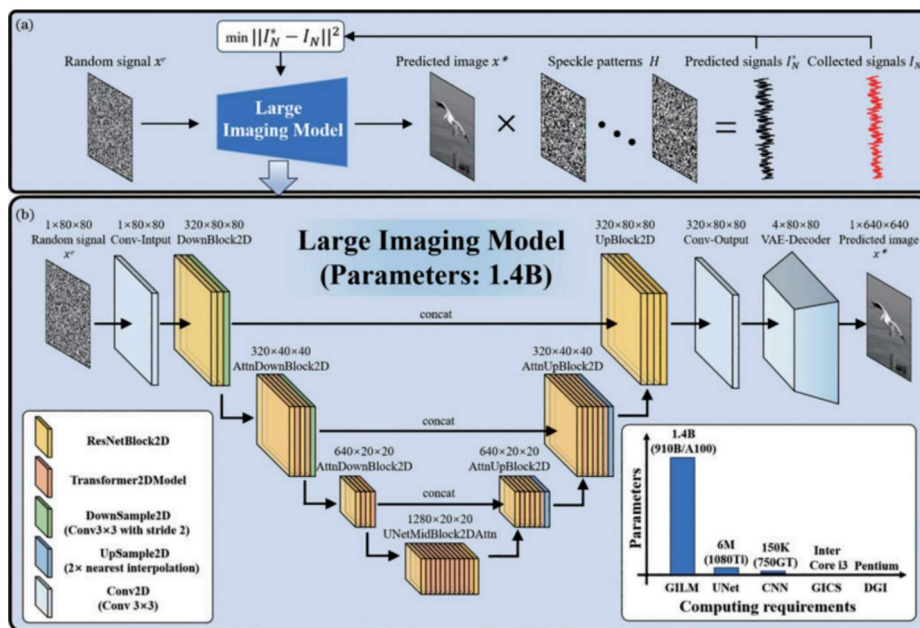 (a)
min ||I*_N − I_N||²
Random signal xʳ
Large
Imaging Model
Predicted image x*
Speckle patterns H
Predicted signals I*_N
Collected signals I_N
×
=
(b)
1×80×80
Random signal
xʳ
1×80×80
Conv-Intput
320×80×80
DownBlock2D
Large Imaging Model
(Parameters: 1.4B)
320×80×80
UpBlock2D
320×80×80
Conv-Output
4×80×80
VAE-Decoder
1×640×640
Predicted image
x*
concat
320×40×40
AttnDownBlock2D
320×40×40
AttnUpBlock2D
concat
640×20×20
AttnDownBlock2D
640×20×20
AttnUpBlock2D
concat
1280×20×20
UNetMidBlock2DAttn
ResNetBlock2D
Transformer2DModel
DownSample2D
(Conv3×3 with stride 2)
UpSample2D
(2× nearest interpolation)
Conv2D
(Conv 3×3)
Parameters
1.4B
(910B/A100)
6M
(1080Ti)
150K
(750GT)
Inter
Core i3
Pentium
GILM UNet CNN GICS DGI
Computing requirements